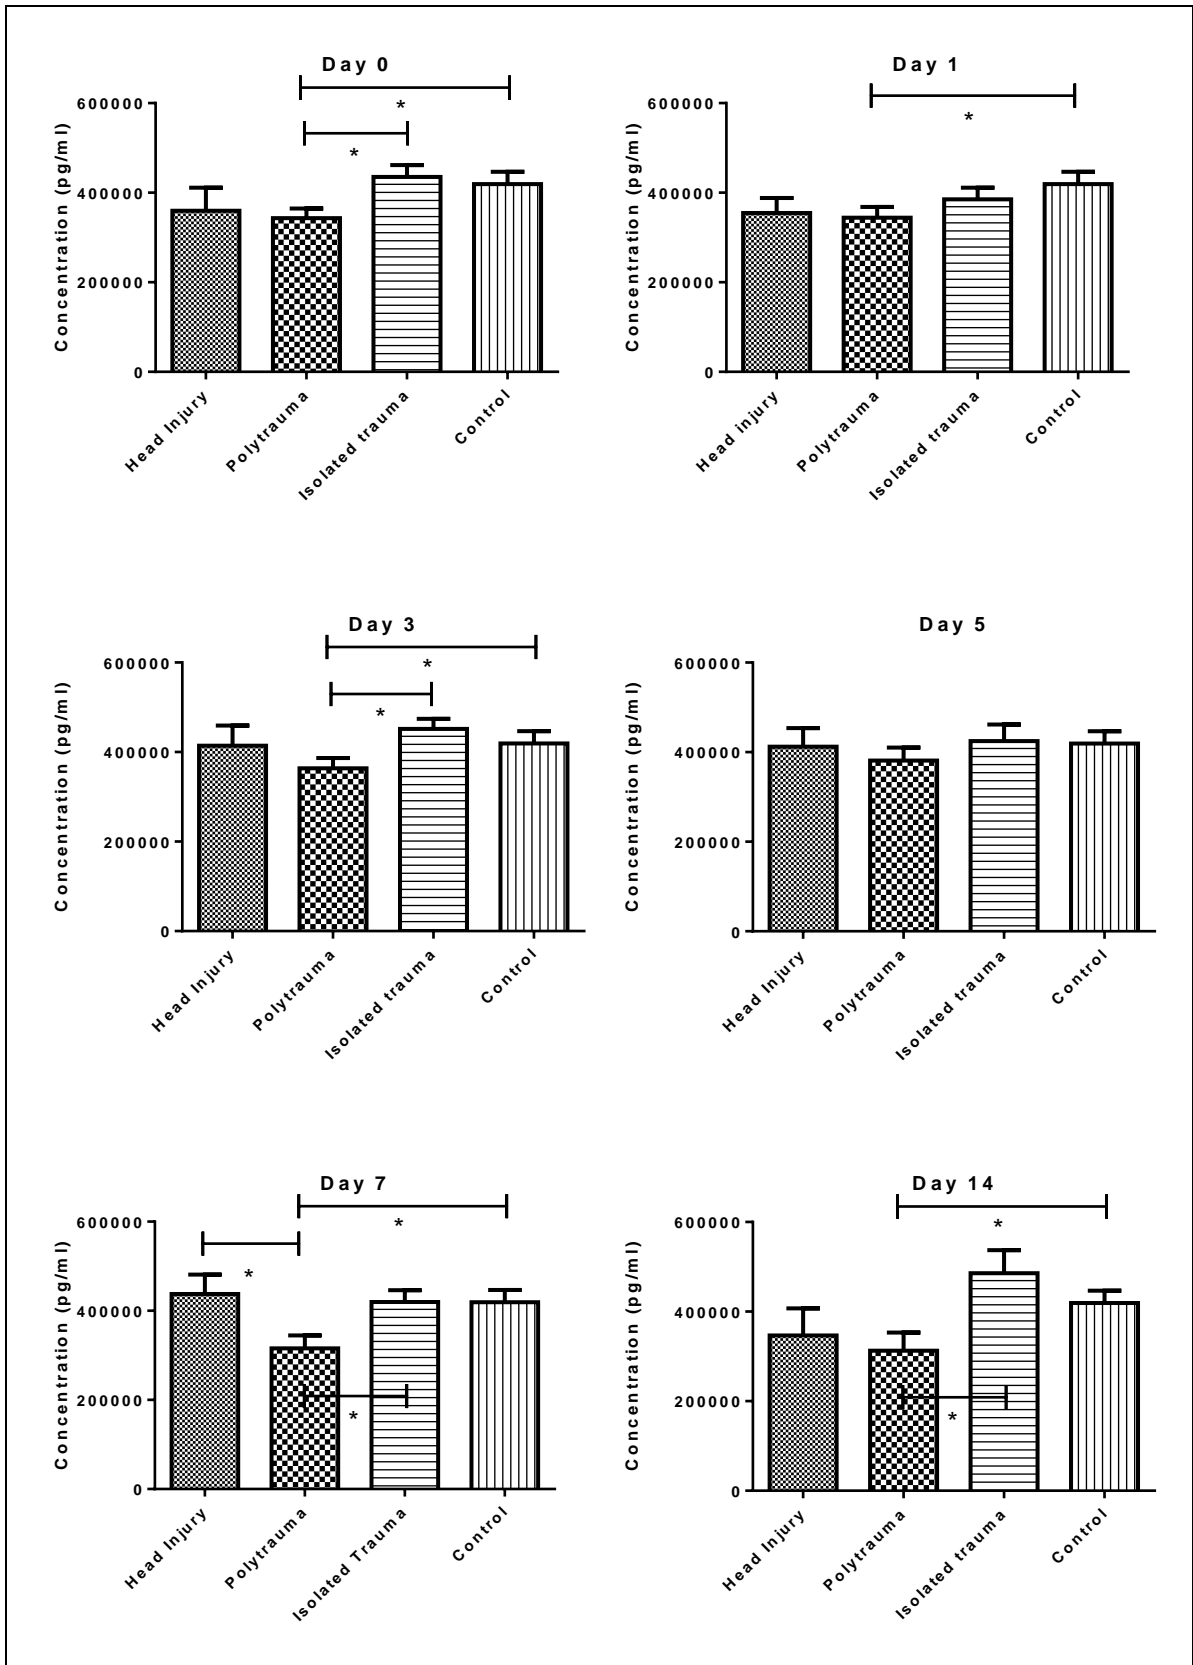 Day 0
*
*
600000
400000
200000
0
Concentration (pg/ml)
Head Injury
Polytrauma
Isolated trauma
Control
Day 1
*
600000
400000
200000
0
Concentration (pg/ml)
Head injury
Polytrauma
Isolated trauma
Control
Day 3
*
*
600000
400000
200000
0
Concentration (pg/ml)
Head Injury
Polytrauma
Isolated trauma
Control
Day 5
600000
400000
200000
0
Concentration (pg/ml)
Head Injury
Polytrauma
Isolated trauma
Control
Day 7
*
*
*
600000
400000
200000
0
Concentration (pg/ml)
Head Injury
Polytrauma
Isolated Trauma
Control
Day 14
*
*
600000
400000
200000
0
Concentration (pg/ml)
Head Injury
Polytrauma
Isolated trauma
Control